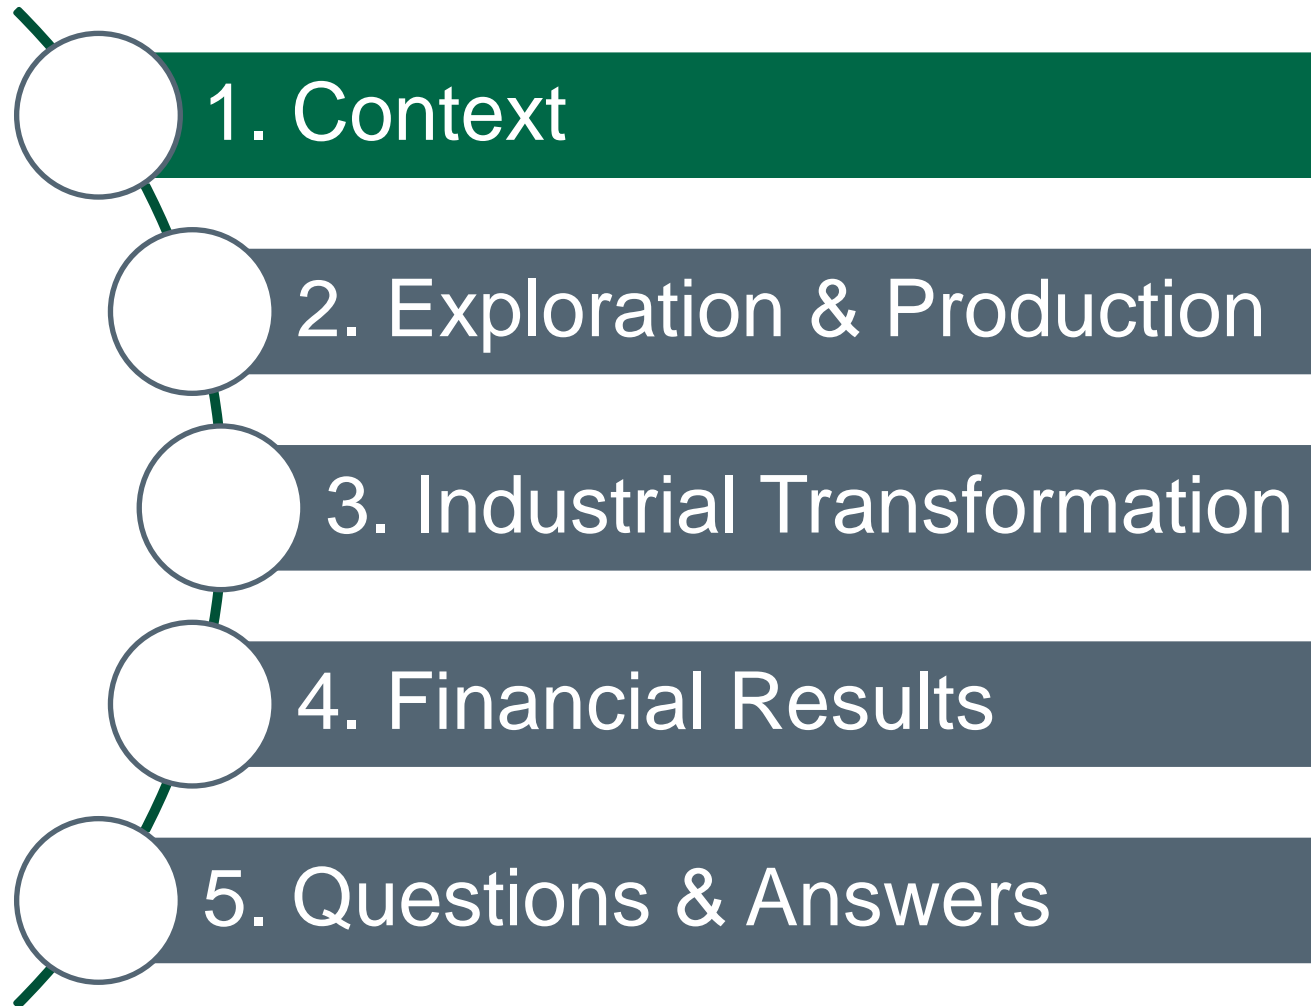 1. Context
2. Exploration & Production
3. Industrial Transformation
4. Financial Results
5. Questions & Answers